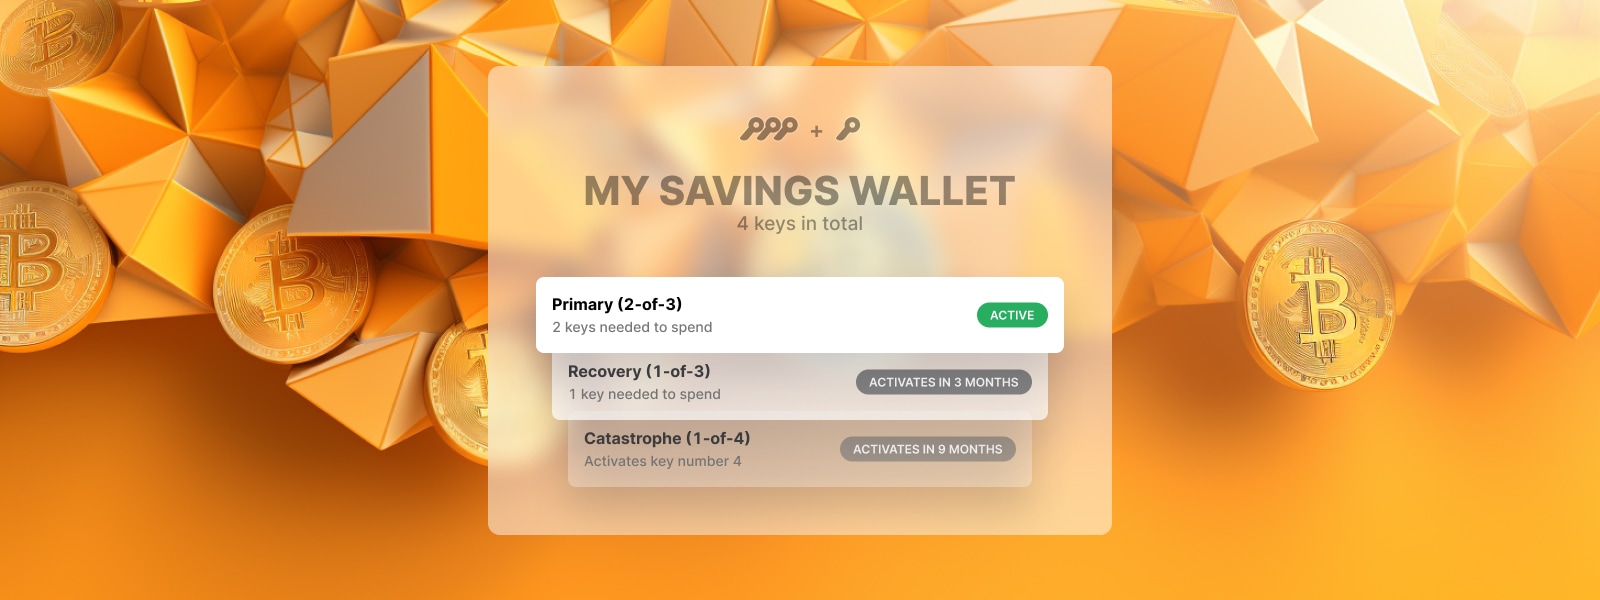 MY SAVINGS WALLET
4 keys in total
Primary (2-of-3)
2 keys needed to spend
ACTIVE
Recovery (1-of-3)
1 key needed to spend
ACTIVATES IN 3 MONTHS
Catastrophe (1-of-4)
Activates key number 4
ACTIVATES IN 9 MONTHS